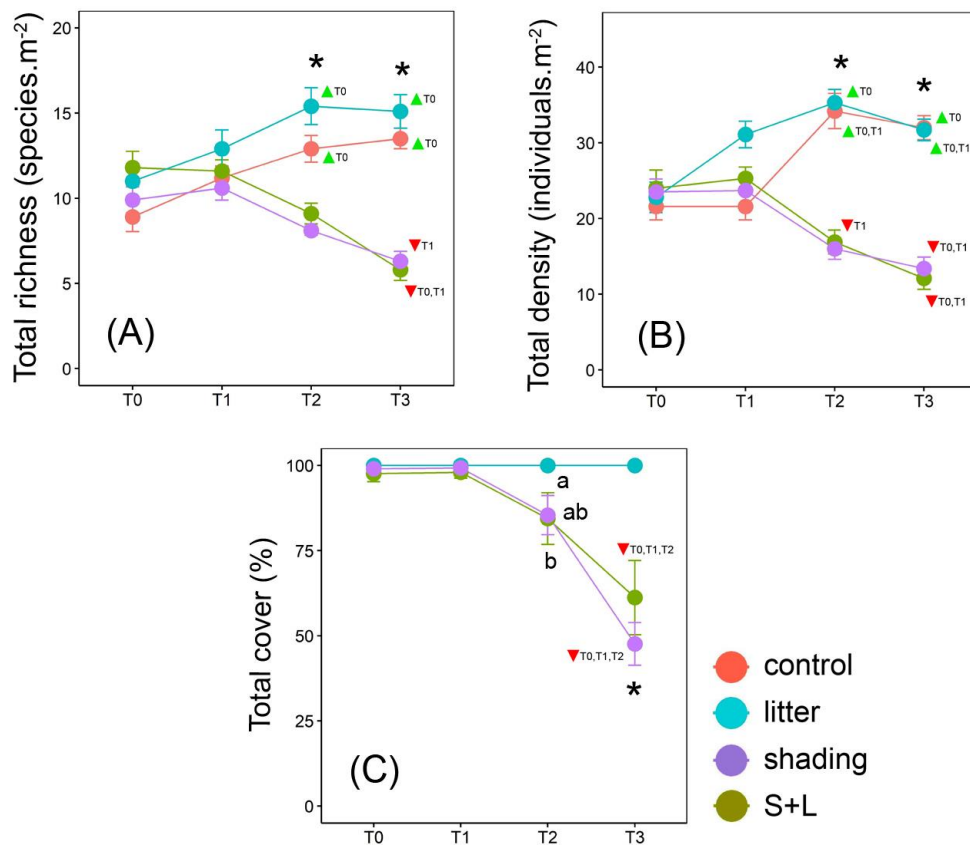 Total richness (species.m⁻²)
20
15
10
5
0
*
*
▲T0
▲T0
▲T0
▲T0
▼T1
▼T0,T1
(A)
T0 T1 T2 T3
Total density (individuals.m⁻²)
40
30
20
10
0
*
*
▲T0
▲T0,T1
▲T0
▲T0,T1
▼T1
▼T0,T1
▼T0,T1
(B)
T0 T1 T2 T3
Total cover (%)
100
75
50
25
0
a
ab
b
▼T0,T1,T2
▼T0,T1,T2
*
(C)
T0 T1 T2 T3
control
litter
shading
S+L